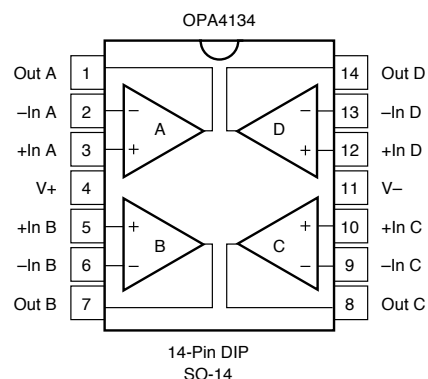 OPA4134
Out A 1 14 Out D
–In A 2 – – 13 –In D
A D
+In A 3 + + 12 +In D
V+ 4 11 V–
+In B 5 + + 10 +In C
B C
–In B 6 – – 9 –In C
Out B 7 8 Out C
14-Pin DIP
SO-14